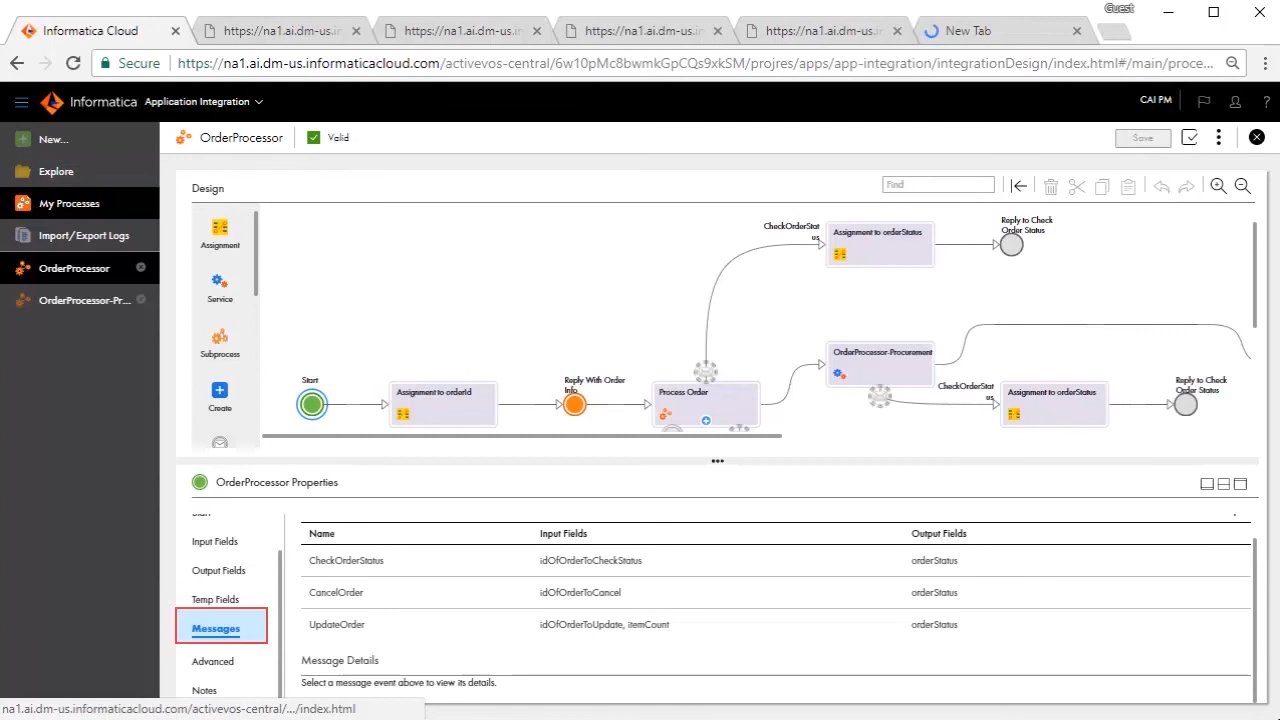 Guest
Informatica Cloud
https://na1.ai.dm-us.in
https://na1.ai.dm-us.in
https://na1.ai.dm-us.in
https://na1.ai.dm-us.in
New Tab
Secure
https://na1.ai.dm-us.informaticacloud.com/activevos-central/6w10pMc8bwmkGpCQs9xkSM/projres/apps/app-integration/integrationDesign/index.html#/main/proce...
Informatica Application Integration
CAI PM
?
New...
Explore
My Processes
Import/Export Logs
OrderProcessor
OrderProcessor-Pr...
OrderProcessor
Valid
Save
Design
Find
Assignment
Service
Subprocess
Create
Start
Assignment to orderId
Reply With Order
Info
Process Order
CheckOrderStat
us
Assignment to orderStatus
Reply to Check
Order Status
OrderProcessor-Procurement
CheckOrderStat
us
Assignment to orderStatus
Reply to Check
Order Status
OrderProcessor Properties
Input Fields
Output Fields
Temp Fields
Messages
Advanced
Notes
Name Input Fields Output Fields
CheckOrderStatus idOfOrderToCheckStatus orderStatus
CancelOrder idOfOrderToCancel orderStatus
UpdateOrder idOfOrderToUpdate, itemCount orderStatus
Message Details
Select a message event above to view its details.
na1.ai.dm-us.informaticacloud.com/activevos-central/.../index.html